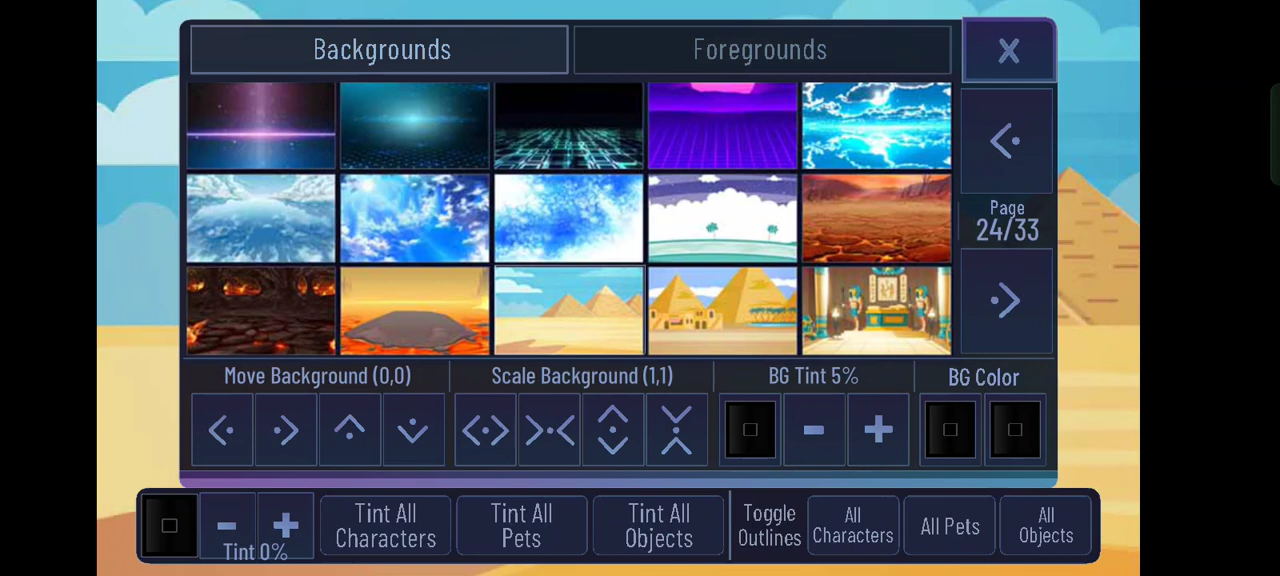 Backgrounds
Foregrounds
X
Page
24/33
Move Background (0,0)
Scale Background (1,1)
BG Tint 5%
BG Color
Tint 0%
Tint All
Characters
Tint All
Pets
Tint All
Objects
Toggle
Outlines
All
Characters
All Pets
All
Objects